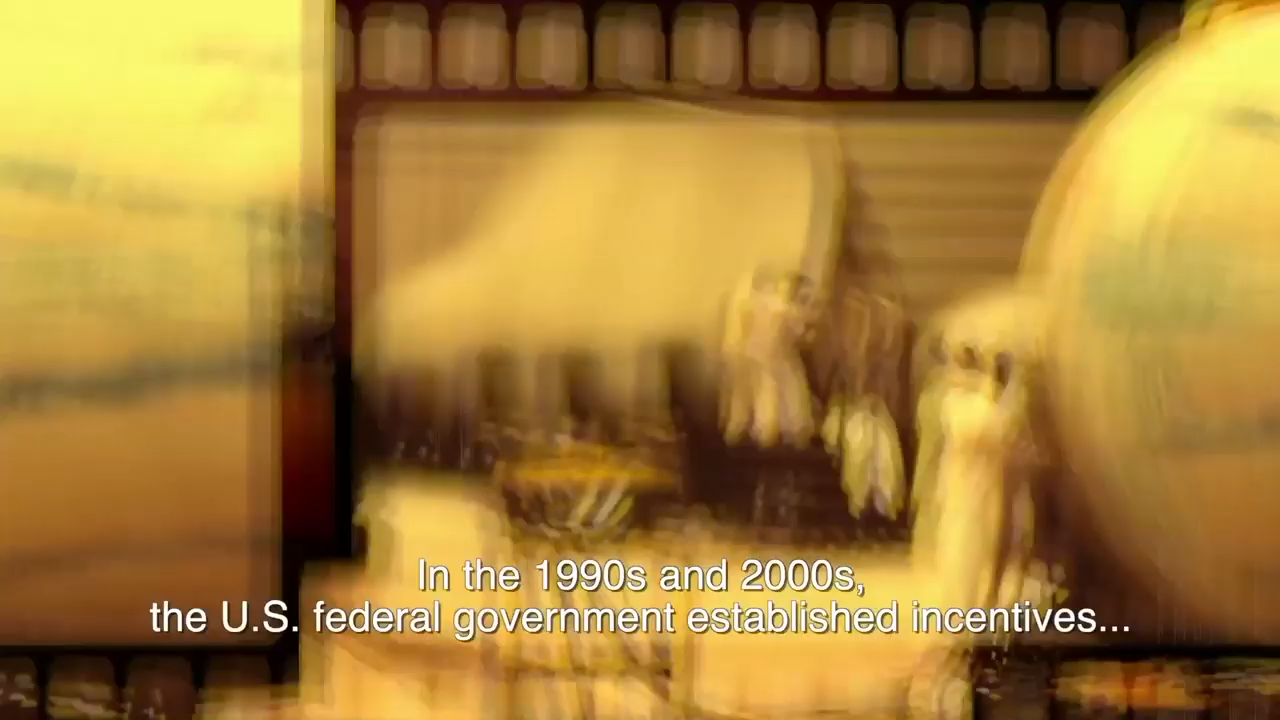 In the 1990s and 2000s,
the U.S. federal government established incentives...